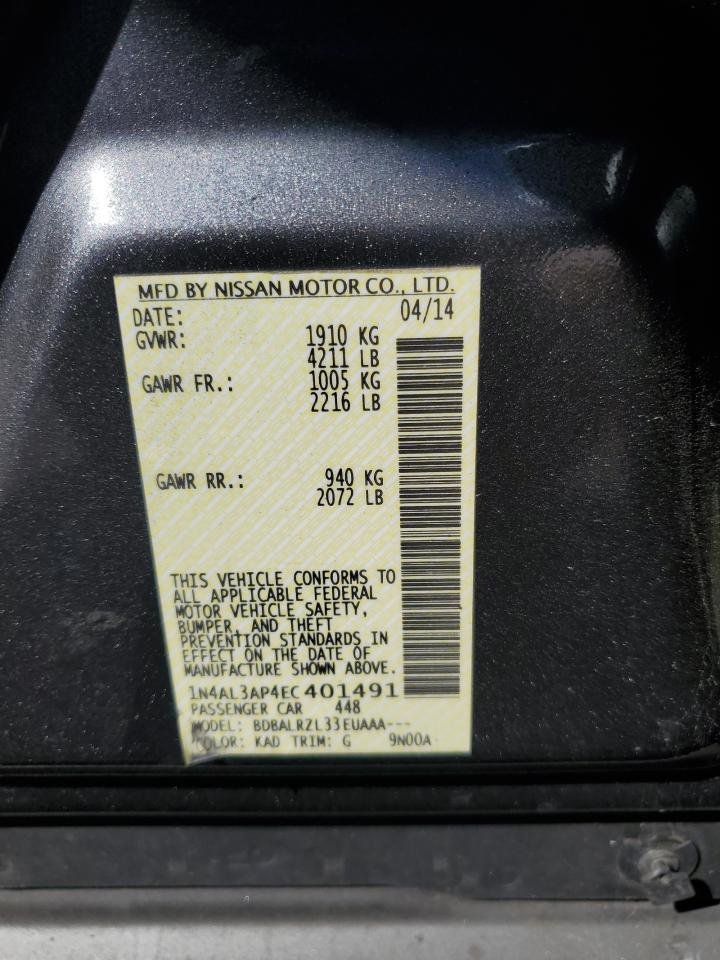 MFD BY NISSAN MOTOR CO., LTD.
DATE: 04/14
GVWR: 1910 KG
4211 LB
GAWR FR.: 1005 KG
2216 LB
GAWR RR.: 940 KG
2072 LB
THIS VEHICLE CONFORMS TO
ALL APPLICABLE FEDERAL
MOTOR VEHICLE SAFETY,
BUMPER, AND THEFT
PREVENTION STANDARDS IN
EFFECT ON THE DATE OF
MANUFACTURE SHOWN ABOVE.
1N4AL3AP4EC401491
PASSENGER CAR 448
MODEL: BDBALRZL33EUAAA---
COLOR: KAD TRIM: G 9N00A